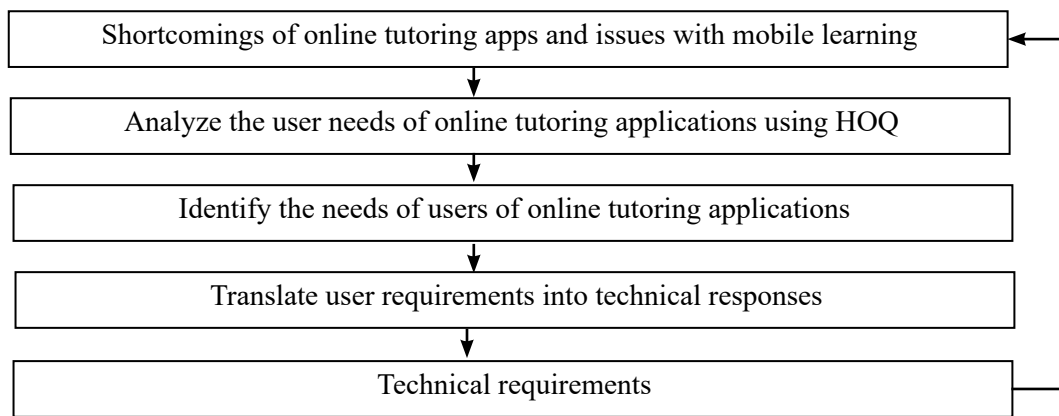 Shortcomings of online tutoring apps and issues with mobile learning
Analyze the user needs of online tutoring applications using HOQ
Identify the needs of users of online tutoring applications
Translate user requirements into technical responses
Technical requirements